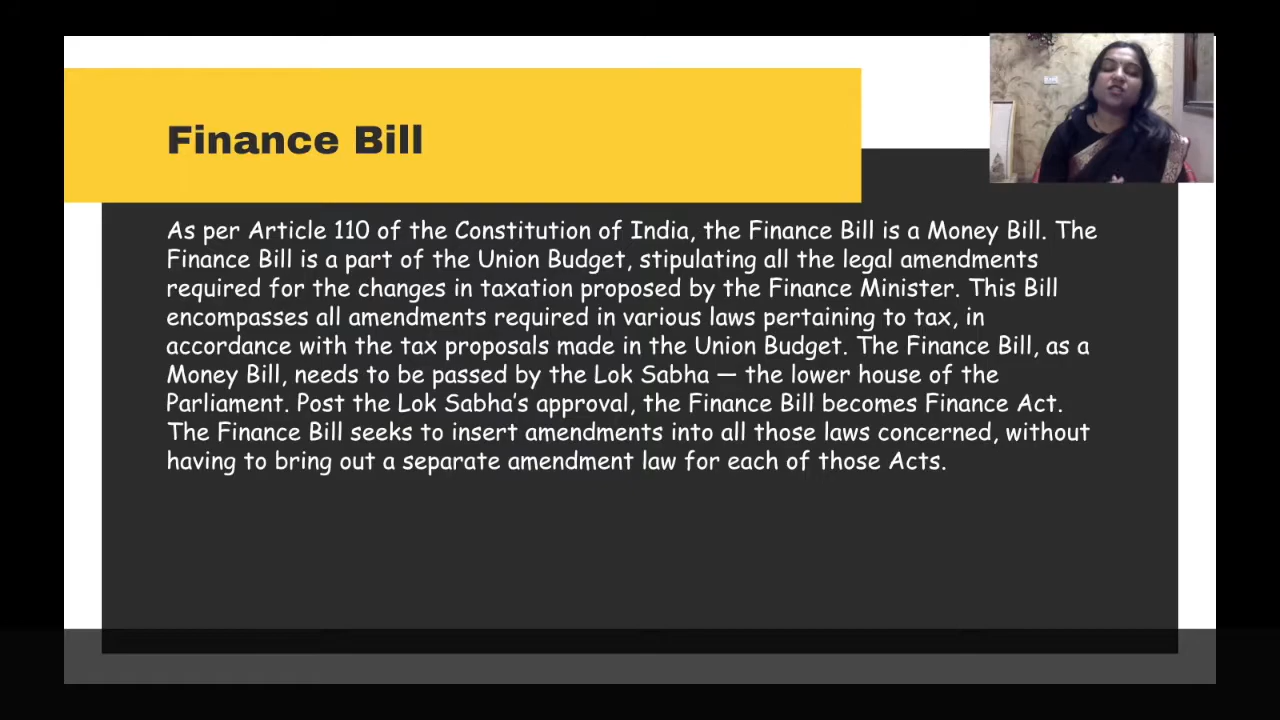 Finance Bill
As per Article 110 of the Constitution of India, the Finance Bill is a Money Bill. The
Finance Bill is a part of the Union Budget, stipulating all the legal amendments
required for the changes in taxation proposed by the Finance Minister. This Bill
encompasses all amendments required in various laws pertaining to tax, in
accordance with the tax proposals made in the Union Budget. The Finance Bill, as a
Money Bill, needs to be passed by the Lok Sabha — the lower house of the
Parliament. Post the Lok Sabha's approval, the Finance Bill becomes Finance Act.
The Finance Bill seeks to insert amendments into all those laws concerned, without
having to bring out a separate amendment law for each of those Acts.